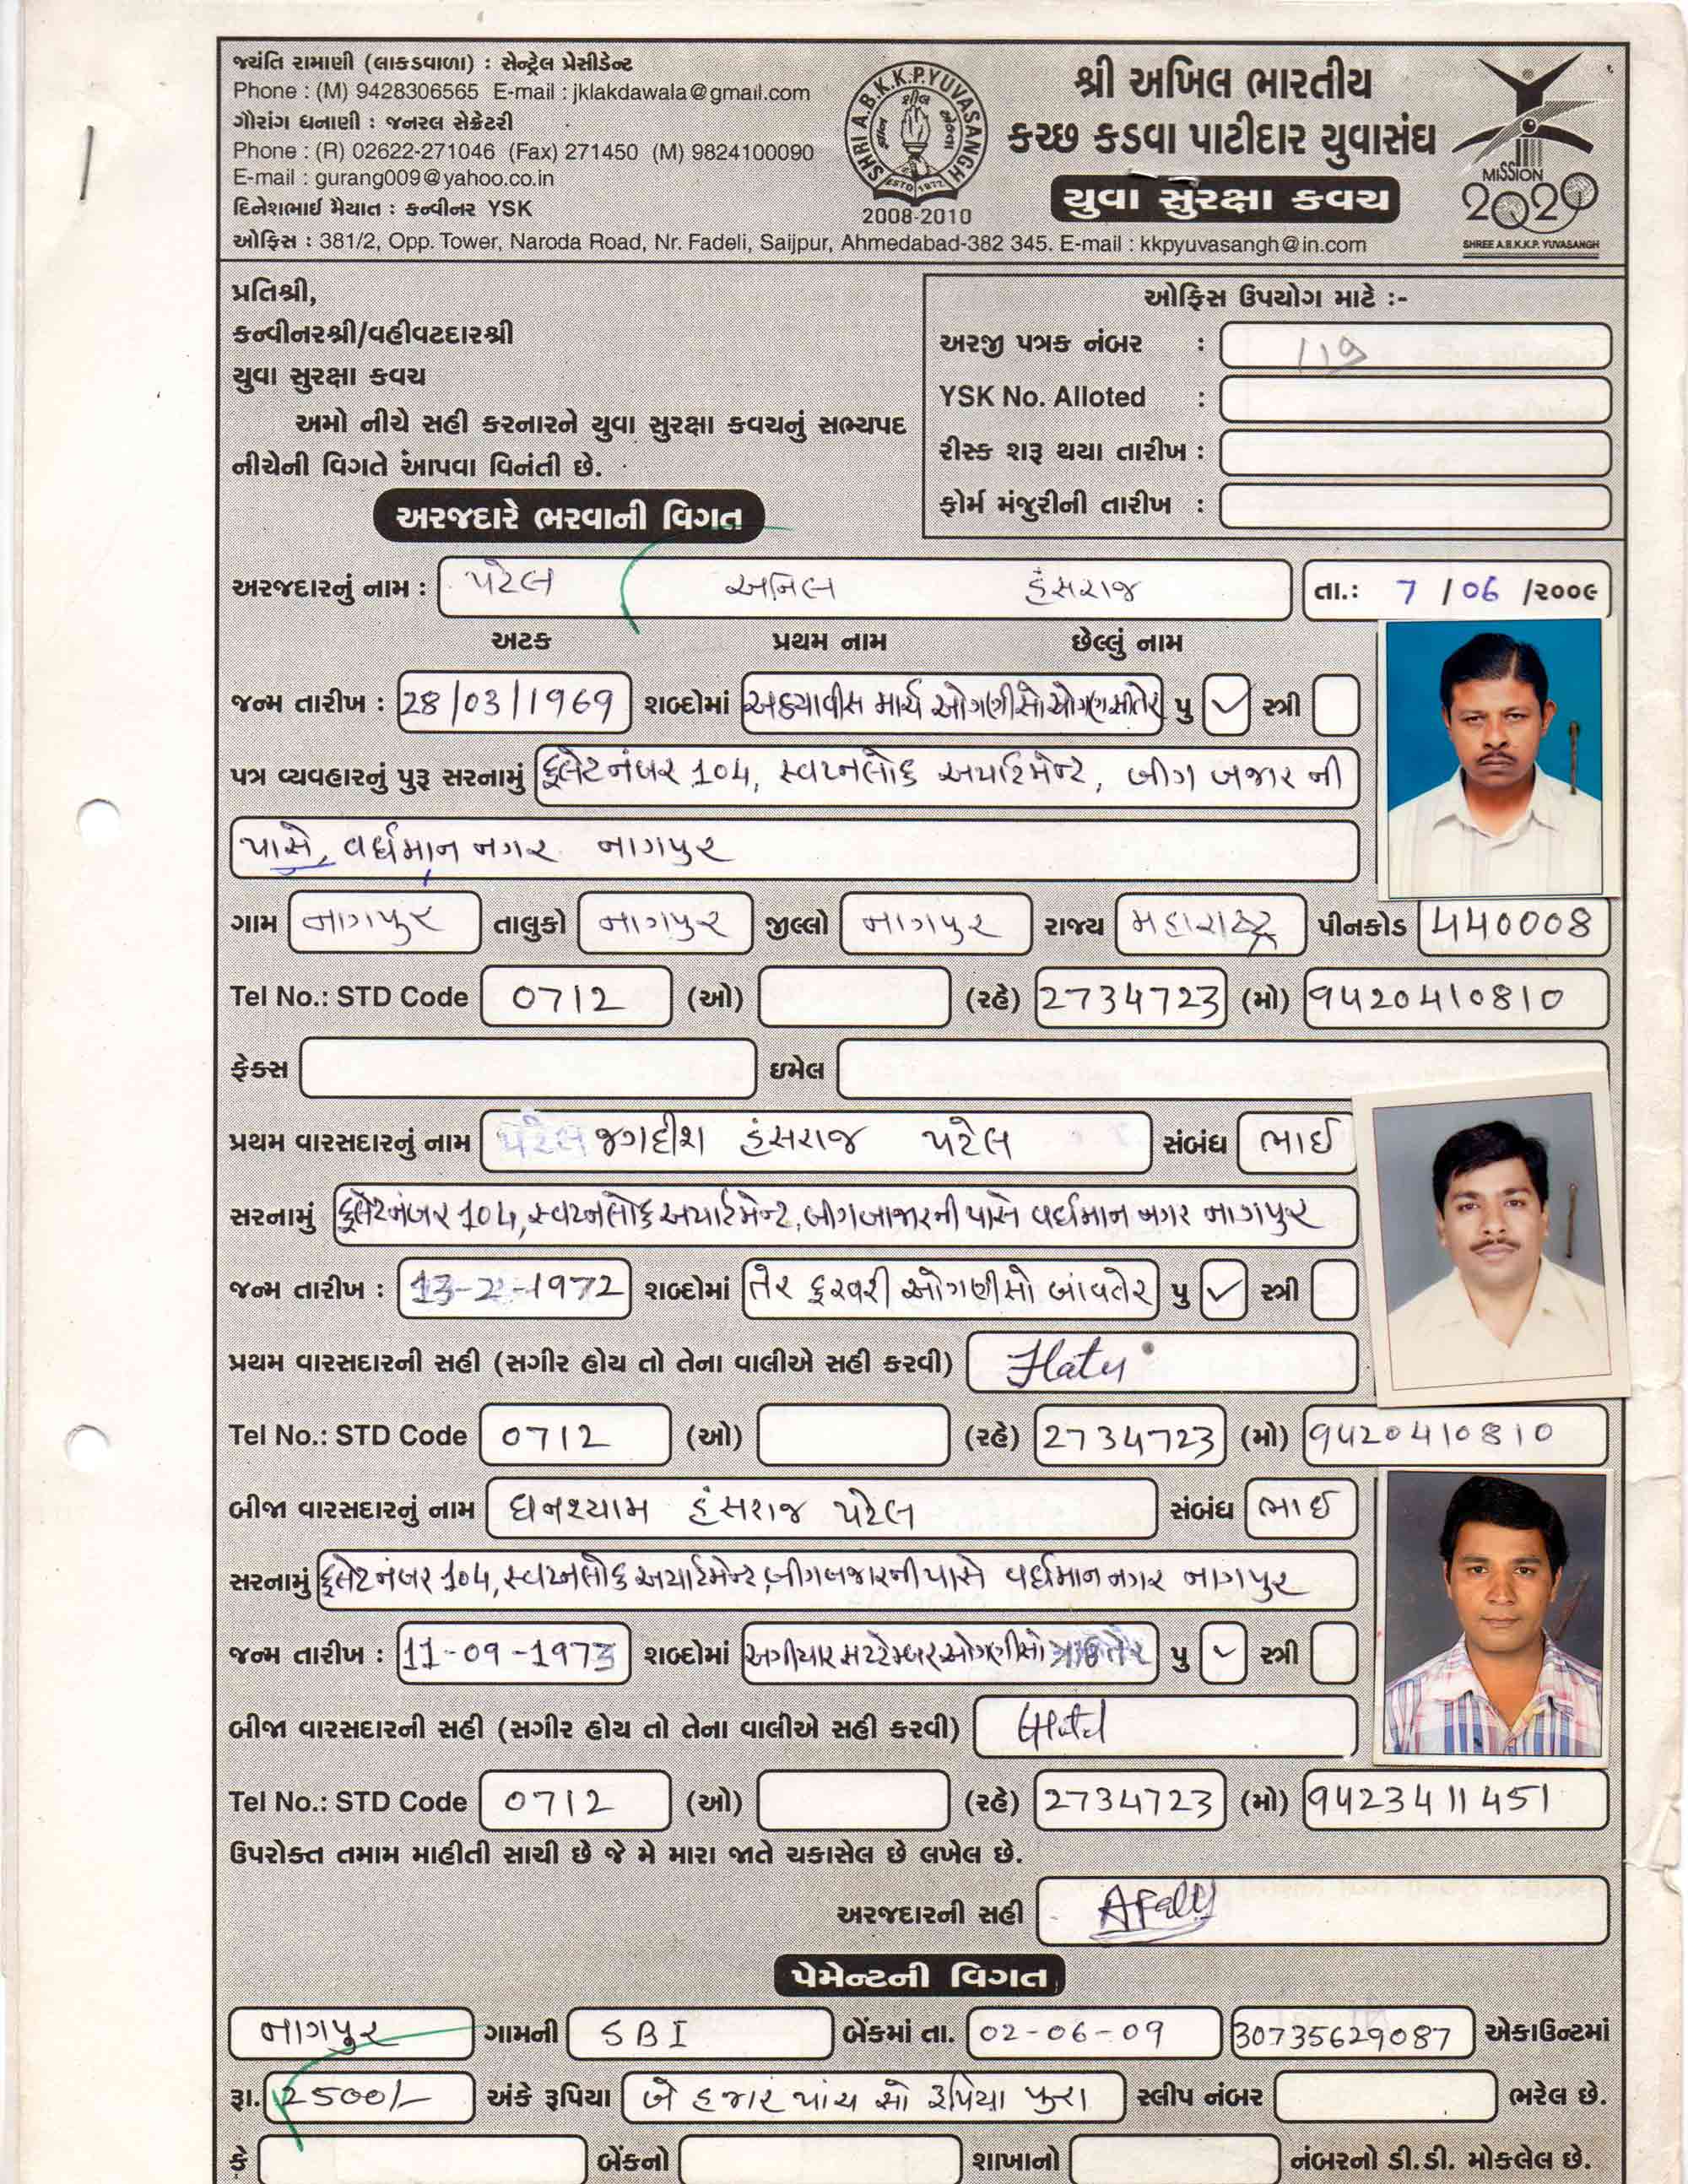 જયંતિ રામાણી (લાકડવાળા) : સેન્ટ્રેલ પ્રેસીડેન્ટ
Phone : (M) 9428306565 E-mail : jklakdawala@gmail.com
ગૌરાંગ ધનાણી : જનરલ સેક્રેટરી
Phone : (R) 02622-271046 (Fax) 271450 (M) 9824100090
E-mail : gurang009@yahoo.co.in
દિનેશભાઈ મૈયાત : કન્વીનર YSK
SHRI A.B.K.K.P.YUVASANGH
ESTD 1977
2008-2010
શ્રી અખિલ ભારતીય
કચ્છ કડવા પાટીદાર યુવાસંઘ
યુવા સુરક્ષા કવચ
MISSION
2020
SHREE A.B.K.K.P. YUVASANGH
ઓફિસ : 381/2, Opp. Tower, Naroda Road, Nr. Fadeli, Saijpur, Ahmedabad-382 345. E-mail : kkpyuvasangh@in.com
પ્રતિશ્રી,
કન્વીનરશ્રી/વહીવટદારશ્રી
યુવા સુરક્ષા કવચ
અમો નીચે સહી કરનારને યુવા સુરક્ષા કવચનું સભ્યપદ
નીચેની વિગતે આપવા વિનંતી છે.
ઓફિસ ઉપયોગ માટે :-
અરજી પત્રક નંબર :
YSK No. Alloted :
રીસ્ક શરૂ થયા તારીખ :
ફોર્મ મંજુરીની તારીખ :
અરજદારે ભરવાની વિગત
અરજદારનું નામ : પટેલ અનિલ હંસરાજ તા.: 7 / 06 /૨૦૦૯
અટક પ્રથમ નામ છેલ્લું નામ
જન્મ તારીખ : 28/03/1969 શબ્દોમાં અઠયાવીસ માર્ચ ઓગણીસો ઓગણસીતેર પુ ✓ સ્ત્રી
પત્ર વ્યવહારનું પુરૂ સરનામું ફ્લેટ નંબર 104, સ્વપ્નલોક અપાર્ટમેન્ટ, બીગ બજાર ની
પાસે, વર્ધમાન નગર નાગપુર
ગામ નાગપુર તાલુકો નાગપુર જીલ્લો નાગપુર રાજ્ય મહારાષ્ટ્ર પીનકોડ 440008
Tel No.: STD Code 0712 (ઓ) (રહે) 2734723 (મો) 9420410810
ફેક્સ ઇમેલ
પ્રથમ વારસદારનું નામ જગદીશ હંસરાજ પટેલ સંબંધ ભાઈ
સરનામું ફ્લેટ નંબર 104, સ્વપ્નલોક અપાર્ટમેન્ટ, બીગ બાજારની પાસે વર્ધમાન નગર નાગપુર
જન્મ તારીખ : 13-2-1972 શબ્દોમાં તેર ફરવરી ઓગણીસો બાંવતેર પુ ✓ સ્ત્રી
પ્રથમ વારસદારની સહી (સગીર હોય તો તેના વાલીએ સહી કરવી)
Tel No.: STD Code 0712 (ઓ) (રહે) 2734723 (મો) 9420410810
બીજા વારસદારનું નામ ઘનશ્યામ હંસરાજ પટેલ સંબંધ ભાઈ
સરનામું ફ્લેટ નંબર 104, સ્વપ્નલોક અપાર્ટમેન્ટ, બીગ બજારની પાસે વર્ધમાન નગર નાગપુર
જન્મ તારીખ : 11-09-1973 શબ્દોમાં અગીયાર સપ્ટેમ્બર ઓગણીસો પુ ✓ સ્ત્રી
બીજા વારસદારની સહી (સગીર હોય તો તેના વાલીએ સહી કરવી)
Tel No.: STD Code 0712 (ઓ) (રહે) 2734723 (મો) 9423411451
ઉપરોક્ત તમામ માહીતી સાચી છે જે મે મારા જાતે ચકાસેલ છે લખેલ છે.
અરજદારની સહી
પેમેન્ટની વિગત
નાગપુર ગામની SBI બેંકમાં તા. 02-06-09 30735629087 એકાઉન્ટમાં
રૂા. 2500/- અંકે રૂપિયા બે હજાર પાંચ સો રૂપિયા પુરા સ્લીપ નંબર ભરેલ છે.
કે બેંકનો શાખાનો નંબરનો ડી.ડી. મોકલેલ છે.